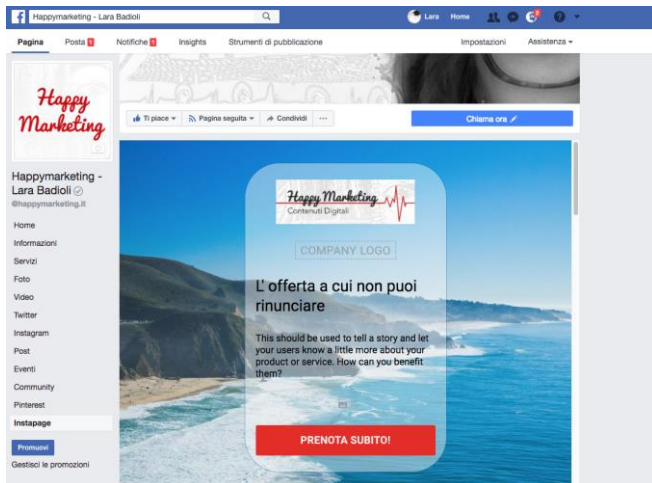 Happymarketing - Lara Badioli
Lara Home 2
Pagina Posta 1 Notifiche 1 Insights Strumenti di pubblicazione Impostazioni Assistenza
Happy
Marketing
Ti piace Pagina seguita Condividi ...
Chiama ora
Happymarketing -
Lara Badioli
@happymarketing.it
Home
Informazioni
Servizi
Foto
Video
Twitter
Instagram
Post
Eventi
Community
Pinterest
Instapage
Promuovi
Gestisci le promozioni
Happy Marketing
Contenuti Digitali
COMPANY LOGO
L' offerta a cui non puoi
rinunciare
This should be used to tell a story and let
your users know a little more about your
product or service. How can you benefit
them?
PRENOTA SUBITO!